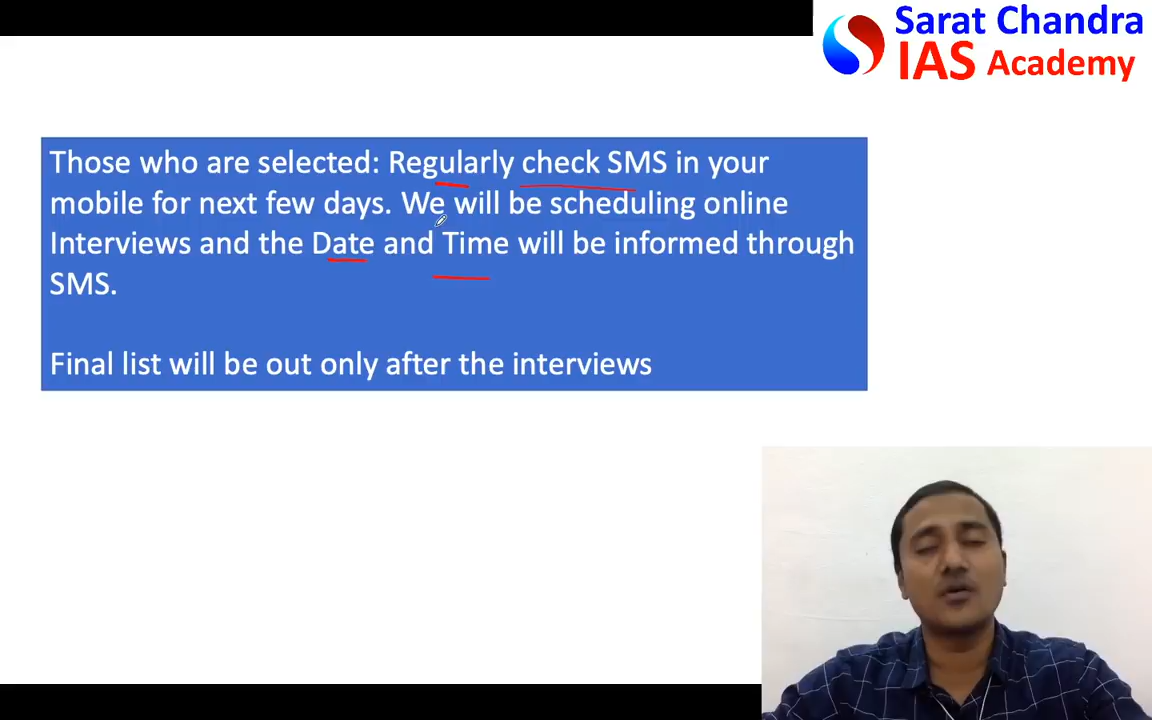 Sarat Chandra
IAS Academy
Those who are selected: Regularly check SMS in your
mobile for next few days. We will be scheduling online
Interviews and the Date and Time will be informed through
SMS.
Final list will be out only after the interviews